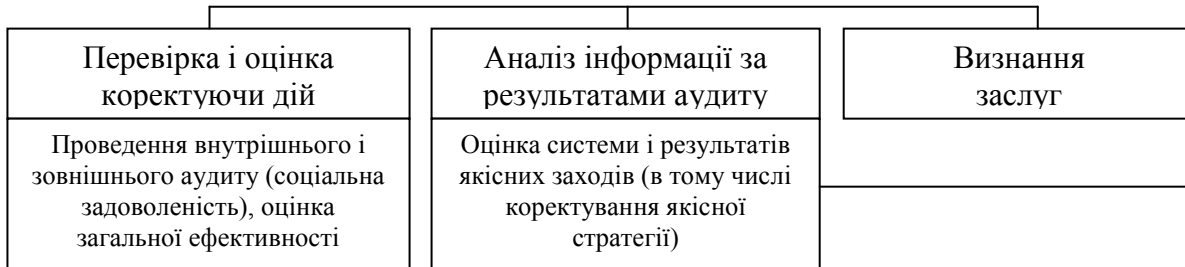 Перевірка і оцінка
коректуючи дій
Проведення внутрішнього і
зовнішнього аудиту (соціальна
задоволеність), оцінка
загальної ефективності
Аналіз інформації за
результатами аудиту
Оцінка системи і результатів
якісних заходів (в тому числі
коректування якісної
стратегії)
Визнання
заслуг